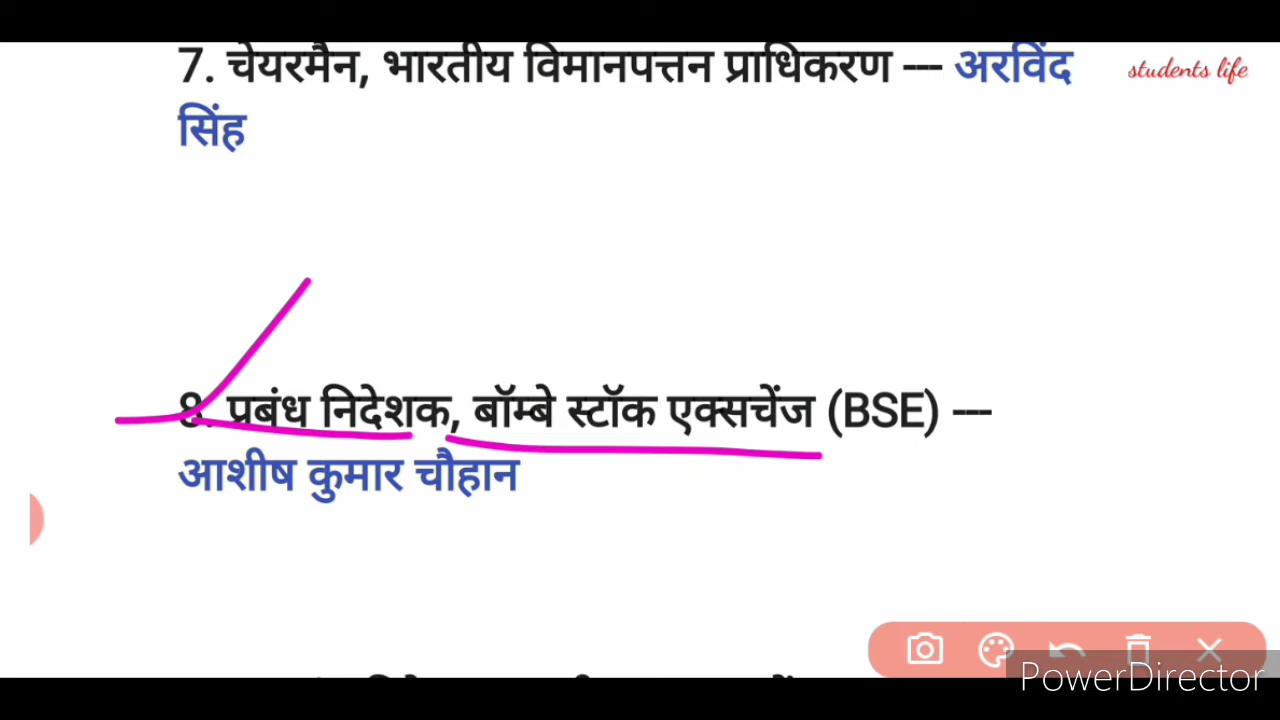 7. चेयरमैन, भारतीय विमानपत्तन प्राधिकरण --- अरविंद
students life
सिंह
8. प्रबंध निदेशक, बॉम्बे स्टॉक एक्सचेंज (BSE) ---
आशीष कुमार चौहान
PowerDirector